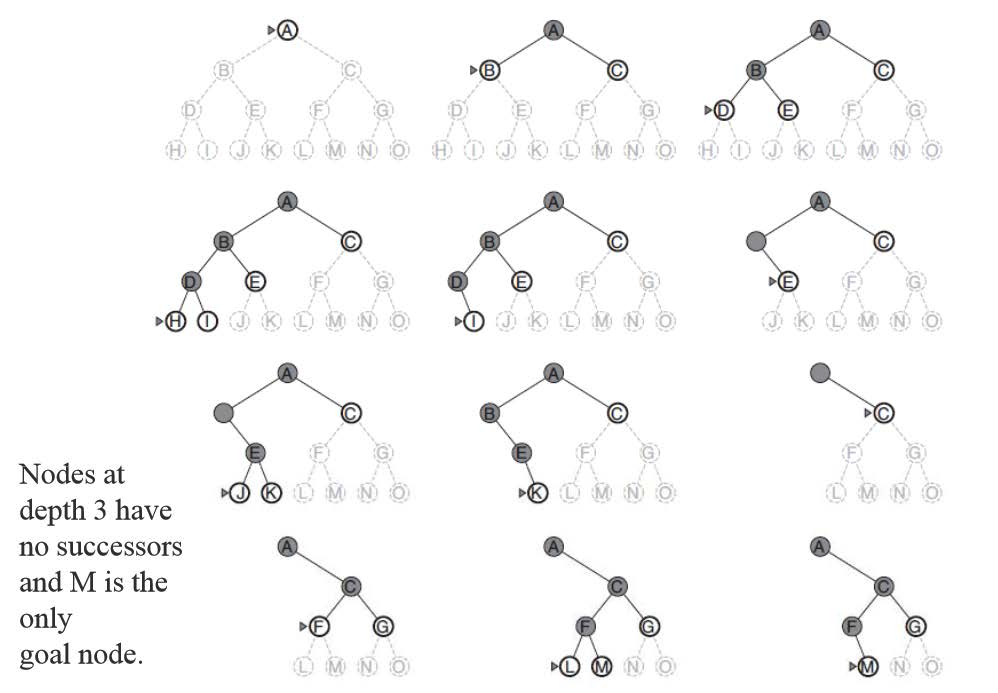 A
B C
D E F G
H I J K L M N O
A
B C
D E F G
H I J K L M N O
A
B C
D E F G
H I J K L M N O
A
B C
D E F G
H I J K L M N O
A
B C
D E F G
I J K L M N O
A
C
E F G
J K L M N O
A
C
E F G
J K L M N O
A
B C
E F G
K L M N O
C
F G
L M N O
Nodes at
depth 3 have
no successors
and M is the
only
goal node.
A
C
F G
L M N O
A
C
F G
L M N O
A
C
F G
M N O